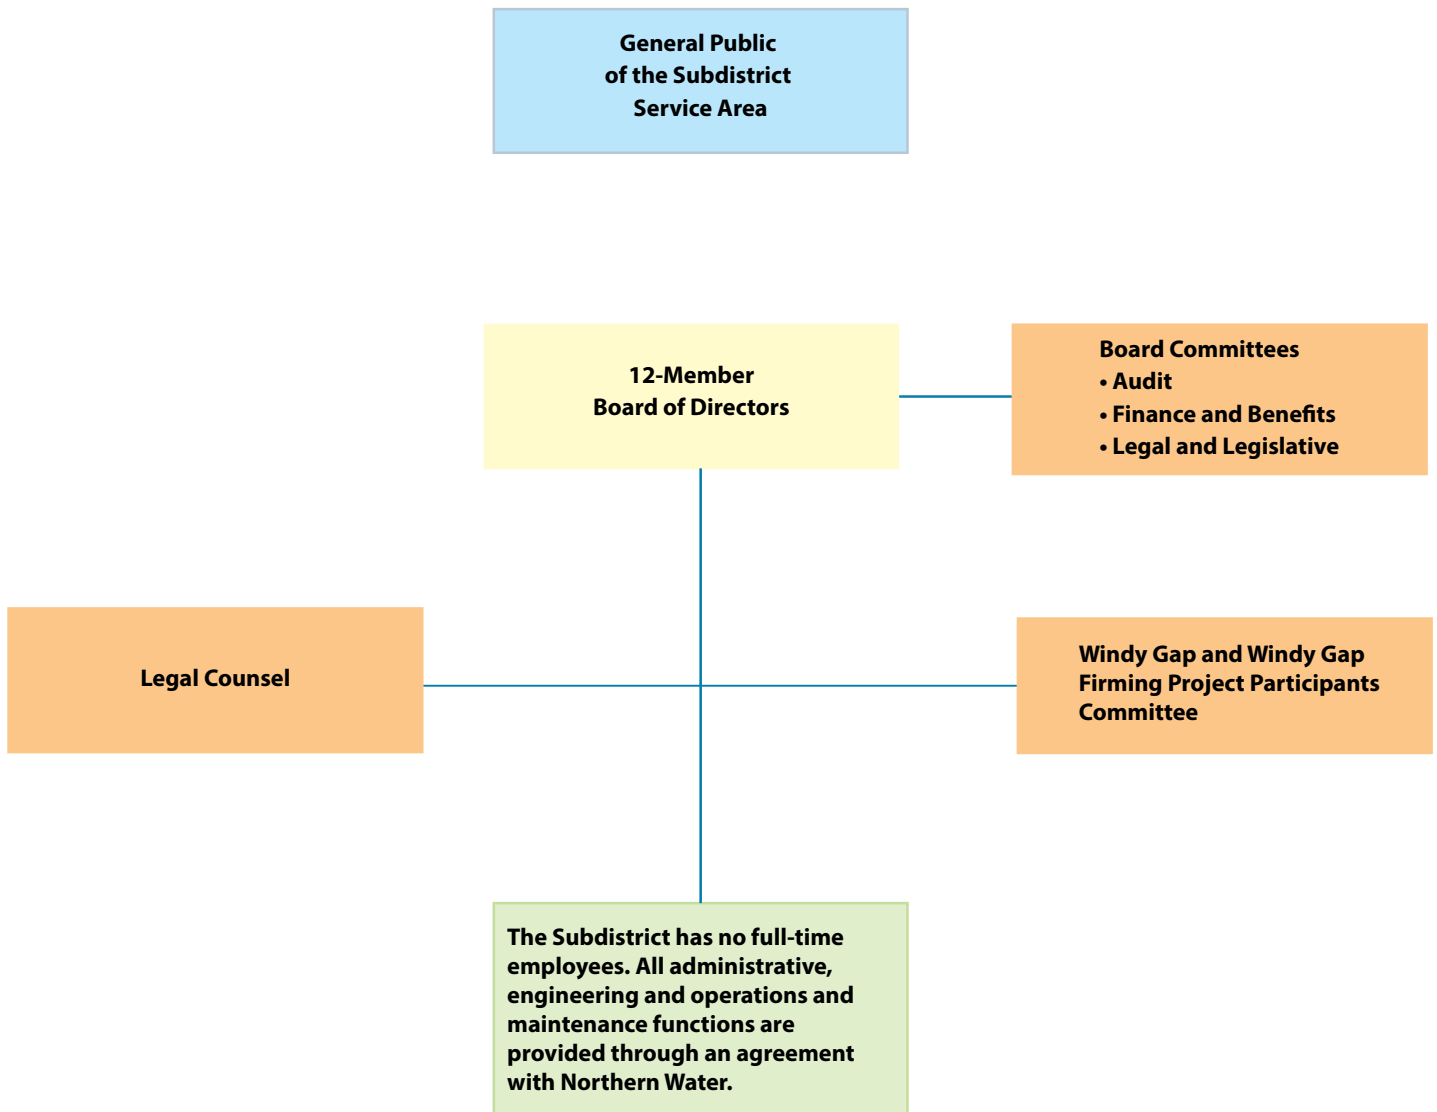 General Public
of the Subdistrict
Service Area
12-Member
Board of Directors
Board Committees
• Audit
• Finance and Benefits
• Legal and Legislative
Legal Counsel
Windy Gap and Windy Gap
Firming Project Participants
Committee
The Subdistrict has no full-time
employees. All administrative,
engineering and operations and
maintenance functions are
provided through an agreement
with Northern Water.